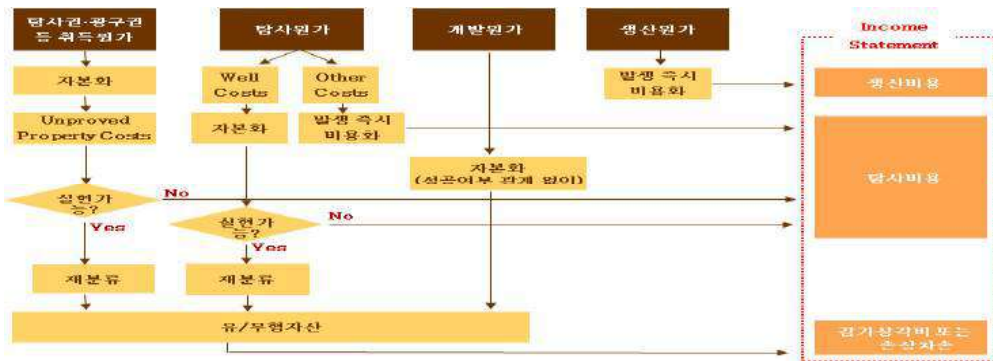 탐사권·광구권
등 취득원가
탐사원가
개발원가
생산원가
Income
Statement
자본화
Well
Costs
Other
Costs
발생 즉시
비용화
생산비용
Unproved
Property Costs
자본화
발생 즉시
비용화
자본화
(성공여부 관계 없이)
탐사비용
실현가
능?
No
Yes
실현가
능?
No
Yes
재분류
재분류
유/무형자산
감가상각비 또는
손상차손